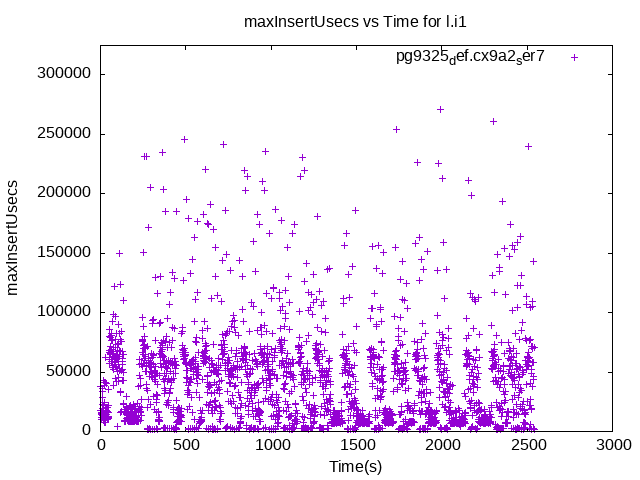 maxInsertUsecs vs Time for l.i1
pg9325def.cx9a2ser7
300000
250000
200000
150000
100000
50000
0
maxInsertUsecs
0 500 1000 1500 2000 2500 3000
Time(s)